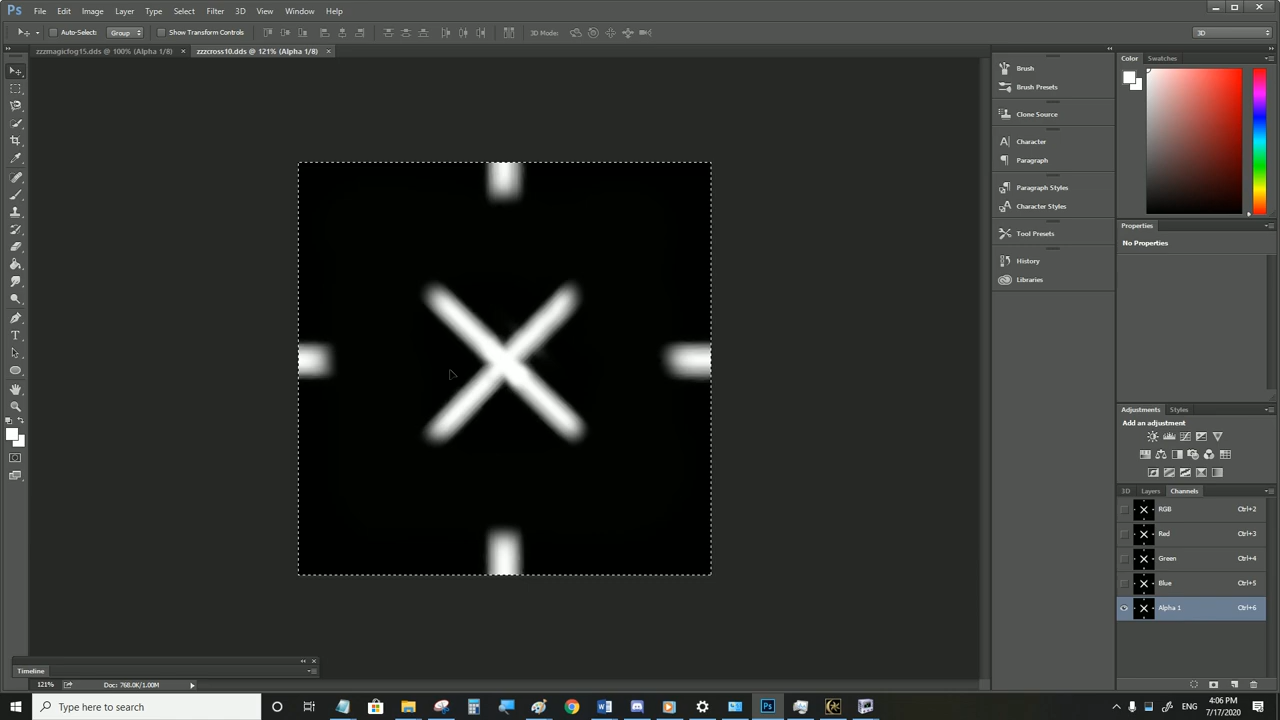 Ps File Edit Image Layer Type Select Filter 3D View Window Help
Auto-Select: Group Show Transform Controls 3D Mode: 3D
zzzmagicfog15.dds @ 100% (Alpha 1/8) × zzzcross10.dds @ 121% (Alpha 1/8) ×
Color Swatches
Brush
Brush Presets
Clone Source
Character
Paragraph
Paragraph Styles
Character Styles
Tool Presets
History
Libraries
Properties
No Properties
Adjustments Styles
Add an adjustment
3D Layers Channels
RGB Ctrl+2
Red Ctrl+3
Green Ctrl+4
Blue Ctrl+5
Alpha 1 Ctrl+6
Timeline
121% Doc: 768.0K/1.00M
Type here to search
4:06 PM
7/17/2020